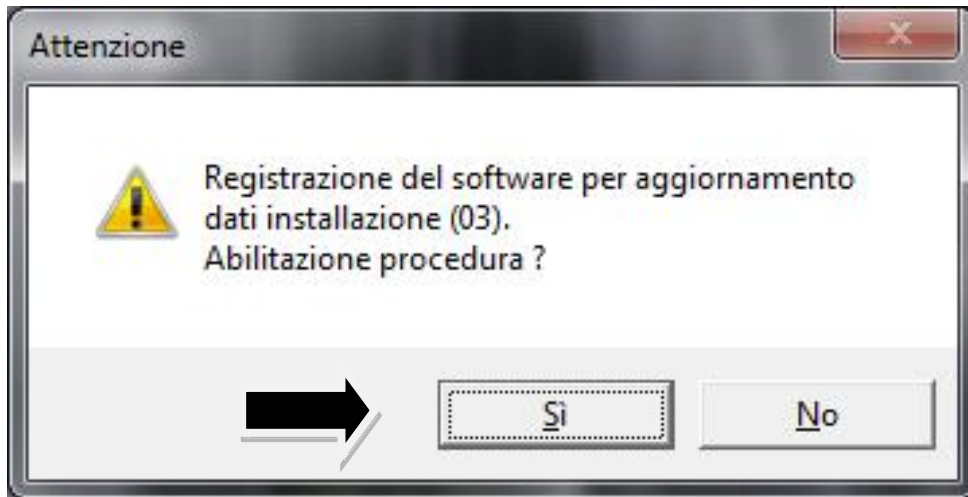 Attenzione
Registrazione del software per aggiornamento
dati installazione (03).
Abilitazione procedura ?
Sì
No